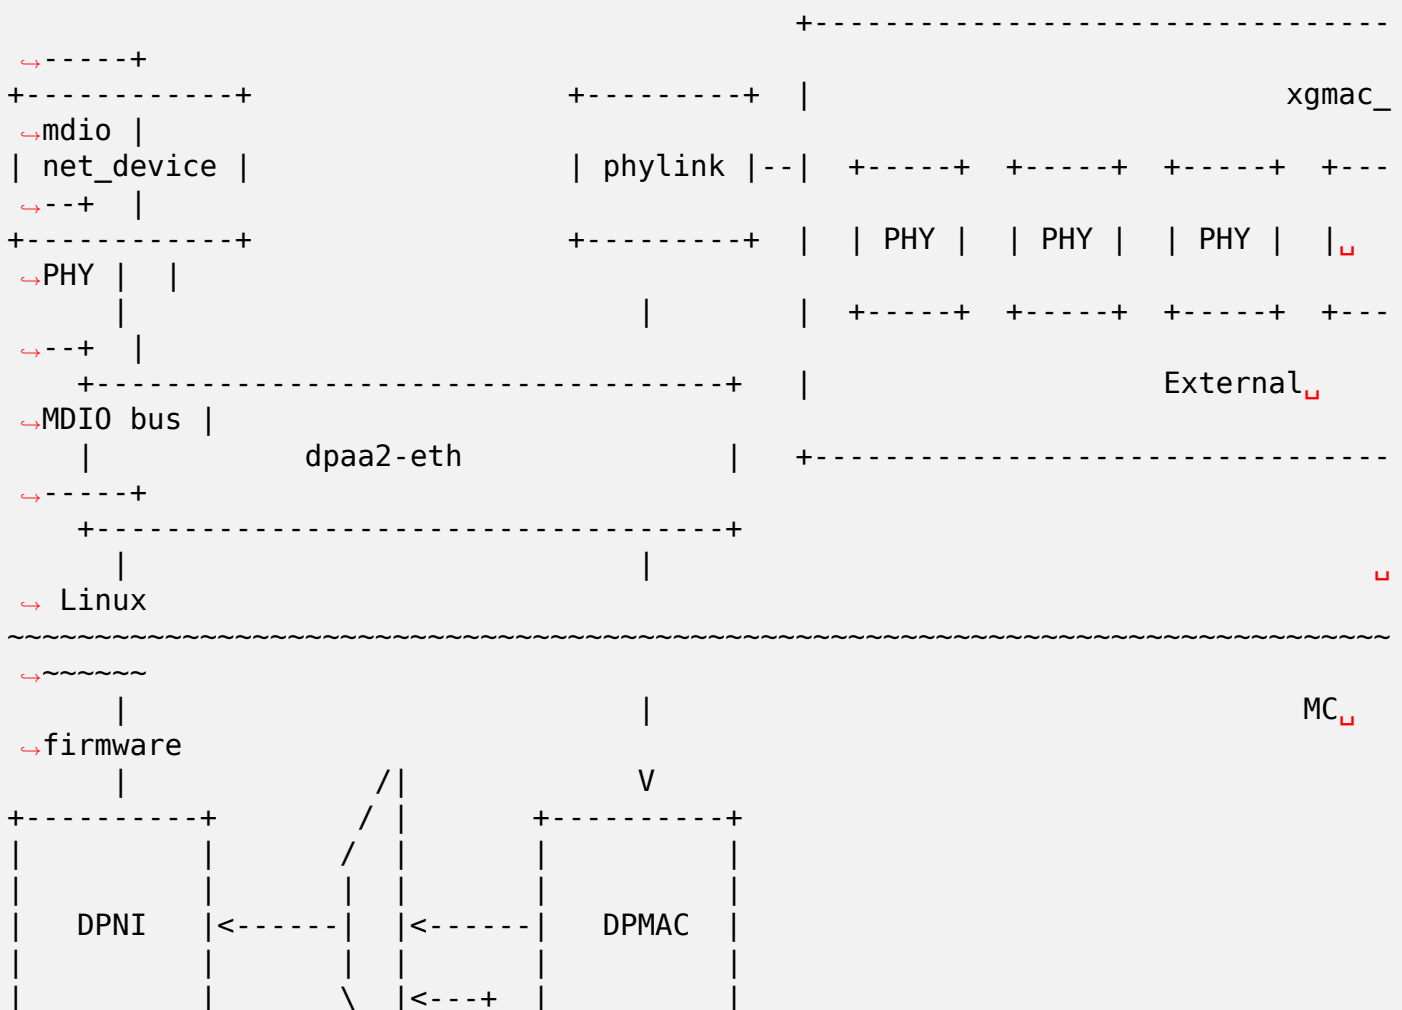 +---------------------------------
↪-----+
+------------+                  +---------+  |                           xgmac_
↪mdio |
| net_device |                  | phylink |--|  +-----+  +-----+  +-----+  +---
↪--+  |
+------------+                  +---------+  |  | PHY |  | PHY |  | PHY |  |␣
↪PHY |  |
      |                             |        |  +-----+  +-----+  +-----+  +---
↪--+  |
    +------------------------------------+   |                    External␣
↪MDIO bus |
    |            dpaa2-eth               |   +---------------------------------
↪-----+
    +------------------------------------+
      |                             |                                         ␣
↪ Linux
~~~~~~~~~~~~~~~~~~~~~~~~~~~~~~~~~~~~~~~~~~~~~~~~~~~~~~~~~~~~~~~~~~~~~~~~~~~~~~~
↪~~~~~~
      |                             |                                     MC␣
↪firmware
      |              /|             V
+----------+        / |       +----------+
|          |       /  |       |          |
|          |       |  |       |          |
|   DPNI   |<------|  |<------|   DPMAC  |
|          |       |  |       |          |
|          |       \  |<---+  |          |